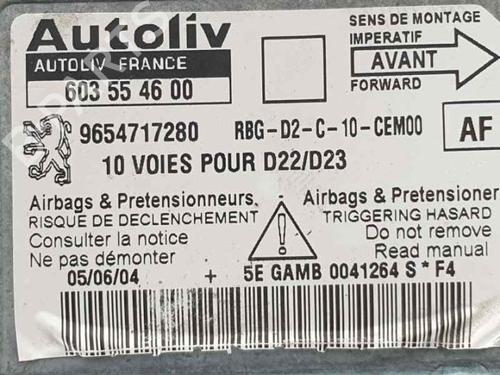 Autoliv
AUTOLIV FRANCE
603 55 46 00
SENS DE MONTAGE
IMPERATIF
AVANT
FORWARD
9654717280 RBG-D2-C-10-CEM00
AF
10 VOIES POUR D22/D23
Airbags & Pretensionneurs
RISQUE DE DECLENCHEMENT
Consulter la notice
Ne pas démonter
Airbags & Pretensioner
TRIGGERING HASARD
Do not remove
Read manual
05/06/04 + 5E GAMB 0041264 S * F4